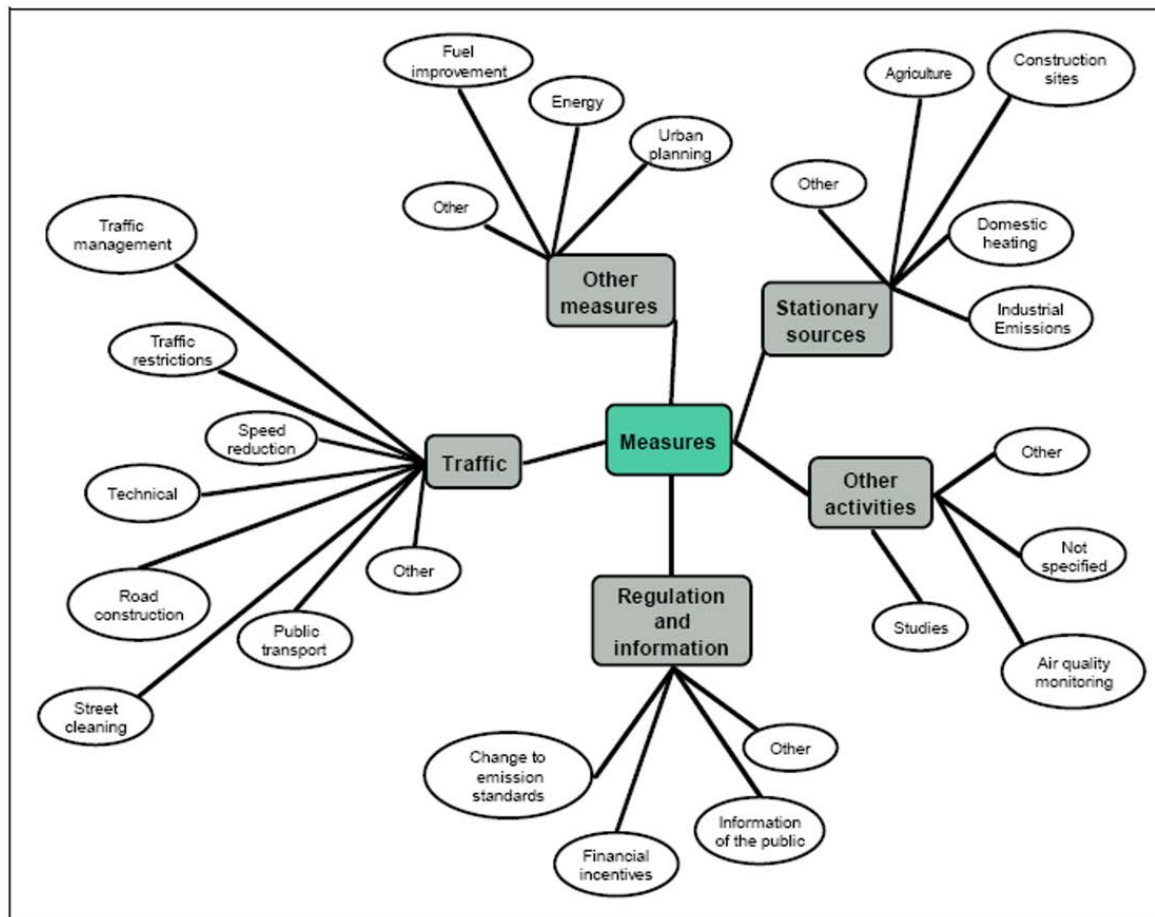 Fuel
improvement
Energy
Urban
planning
Other
Other
measures
Agriculture
Construction
sites
Other
Domestic
heating
Industrial
Emissions
Stationary
sources
Traffic
management
Traffic
restrictions
Speed
reduction
Technical
Road
construction
Street
cleaning
Public
transport
Other
Traffic
Measures
Other
activities
Other
Not
specified
Studies
Air quality
monitoring
Regulation
and
information
Change to
emission
standards
Financial
incentives
Information
of the public
Other